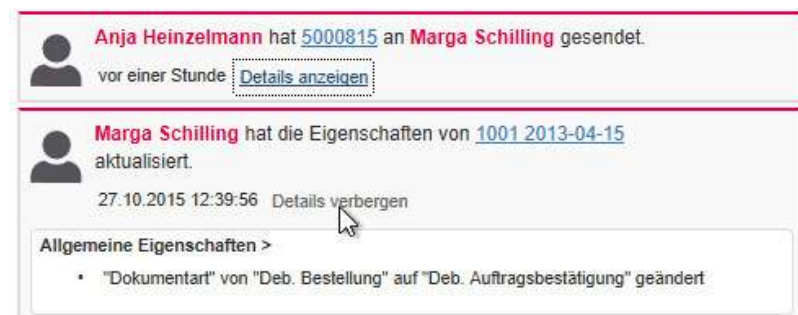 Anja Heinzelmann hat 5000815 an Marga Schilling gesendet.
vor einer Stunde Details anzeigen
Marga Schilling hat die Eigenschaften von 1001 2013-04-15
aktualisiert.
27.10.2015 12:39:56 Details verbergen
Allgemeine Eigenschaften >
• "Dokumentart" von "Deb. Bestellung" auf "Deb. Auftragsbestätigung" geändert